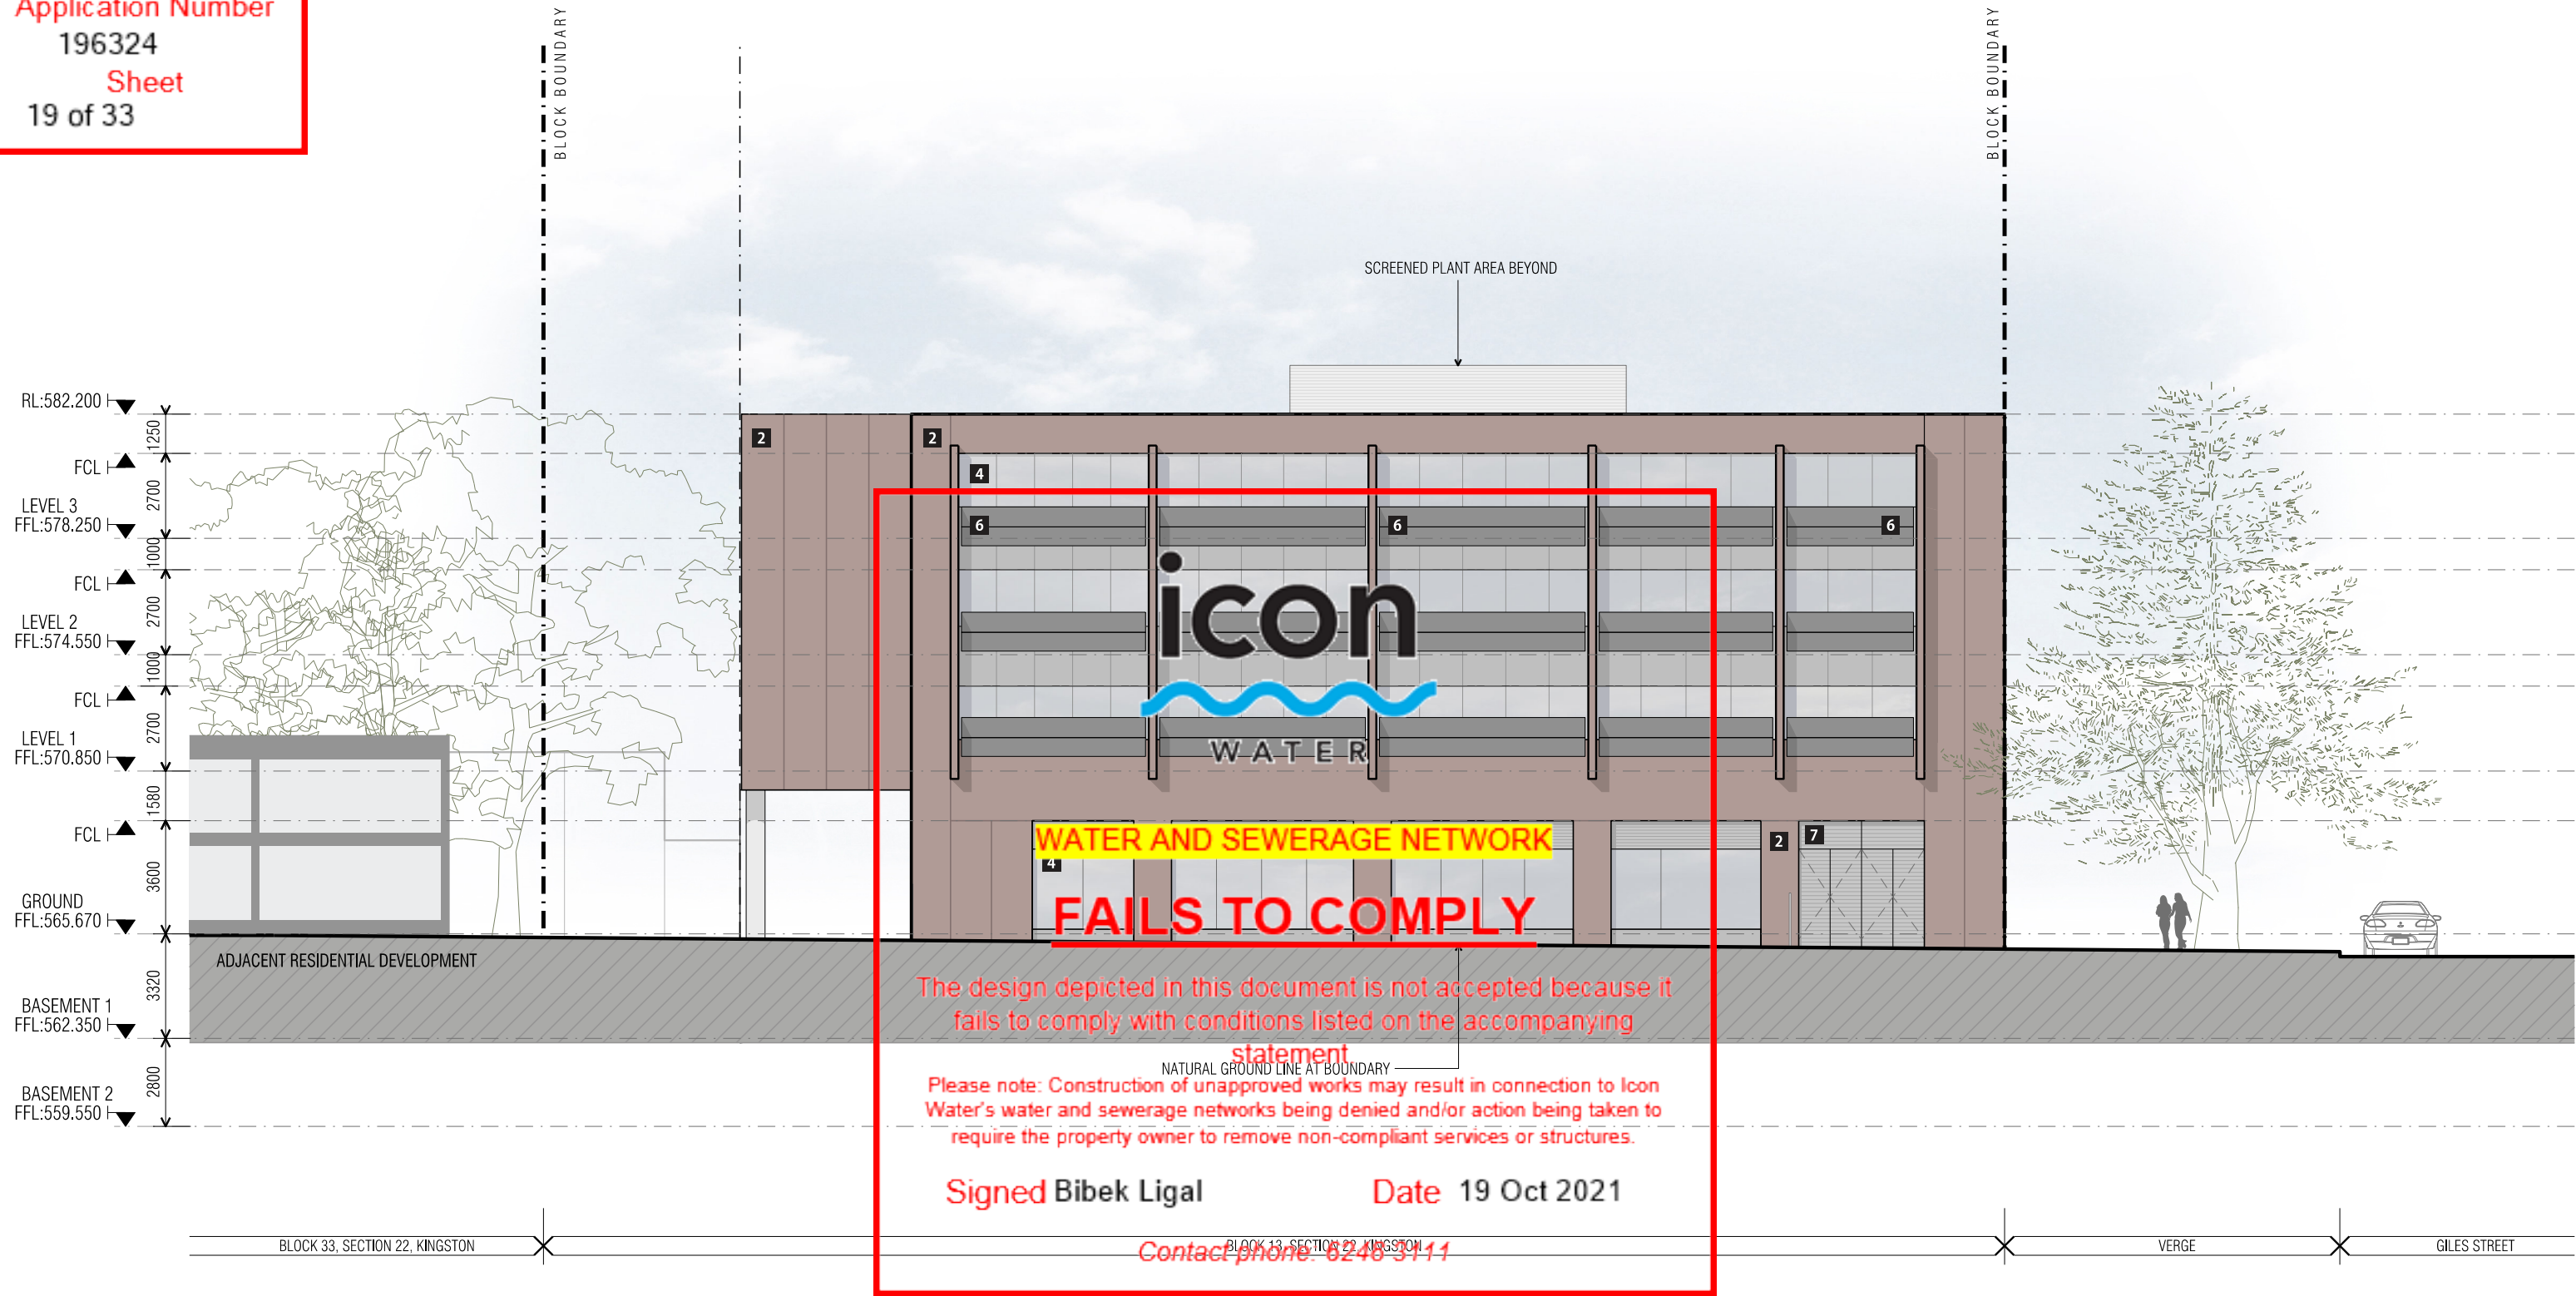 Application Number
196324
Sheet
19 of 33
BLOCK BOUNDARY
BLOCK BOUNDARY
SCREENED PLANT AREA BEYOND
RL:582.200
1250
FCL
2700
LEVEL 3
FFL:578.250
1000
FCL
2700
LEVEL 2
FFL:574.550
1000
FCL
2700
LEVEL 1
FFL:570.850
1580
FCL
3600
GROUND
FFL:565.670
3320
BASEMENT 1
FFL:562.350
2800
BASEMENT 2
FFL:559.550
2
2
4
6
6
6
4
2
7
ADJACENT RESIDENTIAL DEVELOPMENT
icon
WATER
WATER AND SEWERAGE NETWORK
FAILS TO COMPLY
The design depicted in this document is not accepted because it
fails to comply with conditions listed on the accompanying
statement
NATURAL GROUND LINE AT BOUNDARY
Please note: Construction of unapproved works may result in connection to Icon
Water's water and sewerage networks being denied and/or action being taken to
require the property owner to remove non-compliant services or structures.
Signed Bibek Ligal
Date 19 Oct 2021
BLOCK 33, SECTION 22, KINGSTON
BLOCK 13, SECTION 22, KINGSTON
Contact phone: 6248 3111
VERGE
GILES STREET